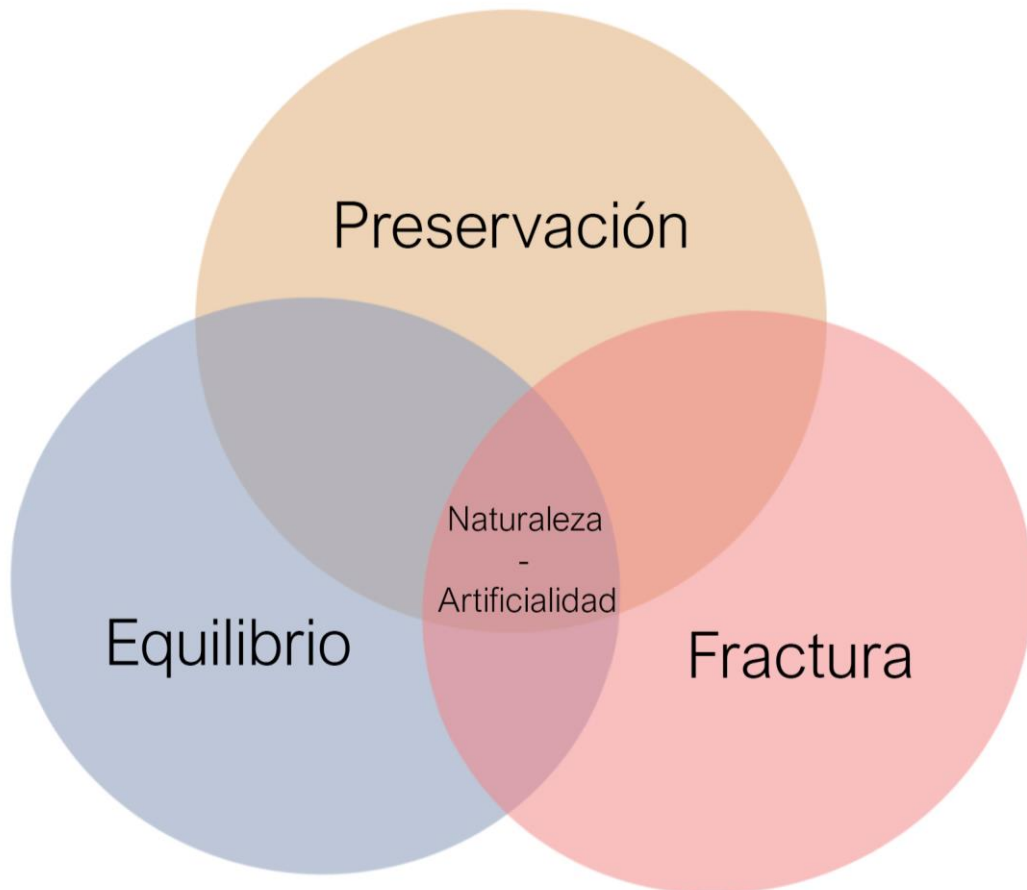 Preservación
Naturaleza
-
Artificialidad
Equilibrio
Fractura